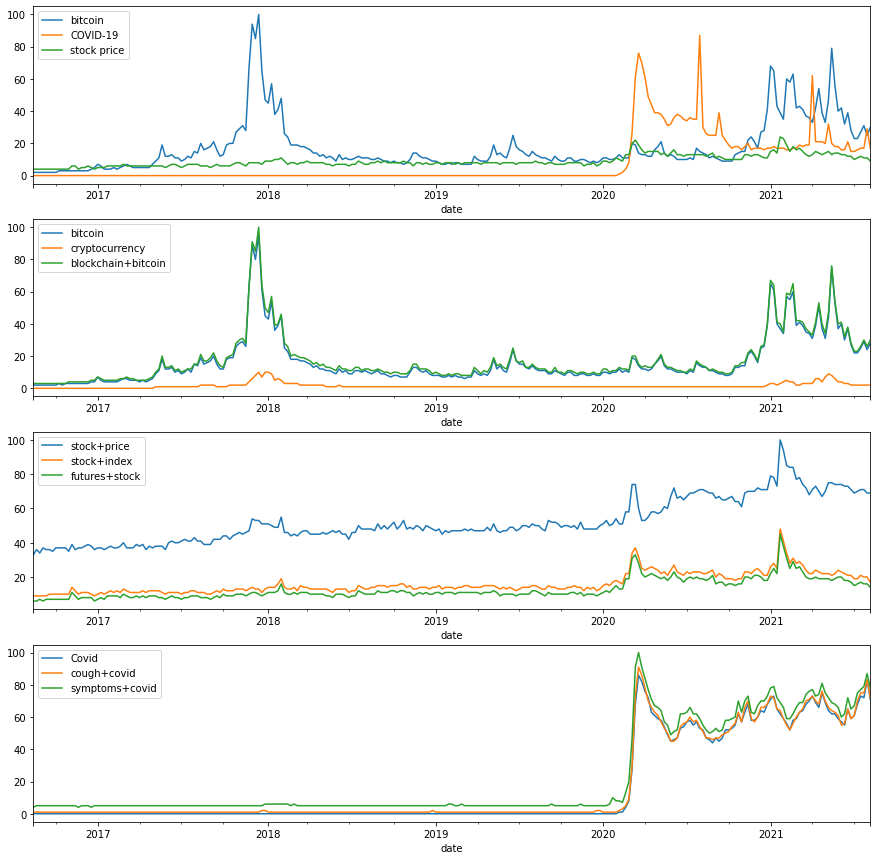 100
80
60
40
20
0
bitcoin
COVID-19
stock price
2017
2018
2019
2020
2021
date
100
80
60
40
20
0
bitcoin
cryptocurrency
blockchain+bitcoin
2017
2018
2019
2020
2021
date
100
80
60
40
20
stock+price
stock+index
futures+stock
2017
2018
2019
2020
2021
date
100
80
60
40
20
0
Covid
cough+covid
symptoms+covid
2017
2018
2019
2020
2021
date